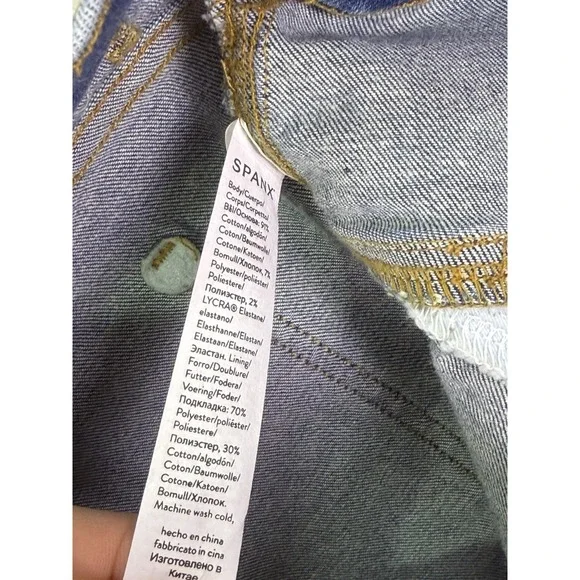 SPANX
Body/Cuerpo/
Corps/Corpetto/
Bål/Основа: 91%
Cotton/algodón/
Coton/Baumwolle/
Cotone/Katoen/
Bomull/Хлопок, 7%
Polyester/poliéster/
Poliestere/
Полиэстер, 2%
LYCRA® Elastane/
elastano/
Elasthanne/Elastan/
Elastaan/Elastane/
Эластан. Lining/
Forro/Doublure/
Futter/Fodera/
Voering/Foder/
Подкладка: 70%
Polyester/poliéster/
Poliestere/
Полиэстер, 30%
Cotton/algodón/
Coton/Baumwolle/
Cotone/Katoen/
Bomull/Хлопок.
Machine wash cold,
hecho en china
fabbricato in cina
Изготовлено в
Китае